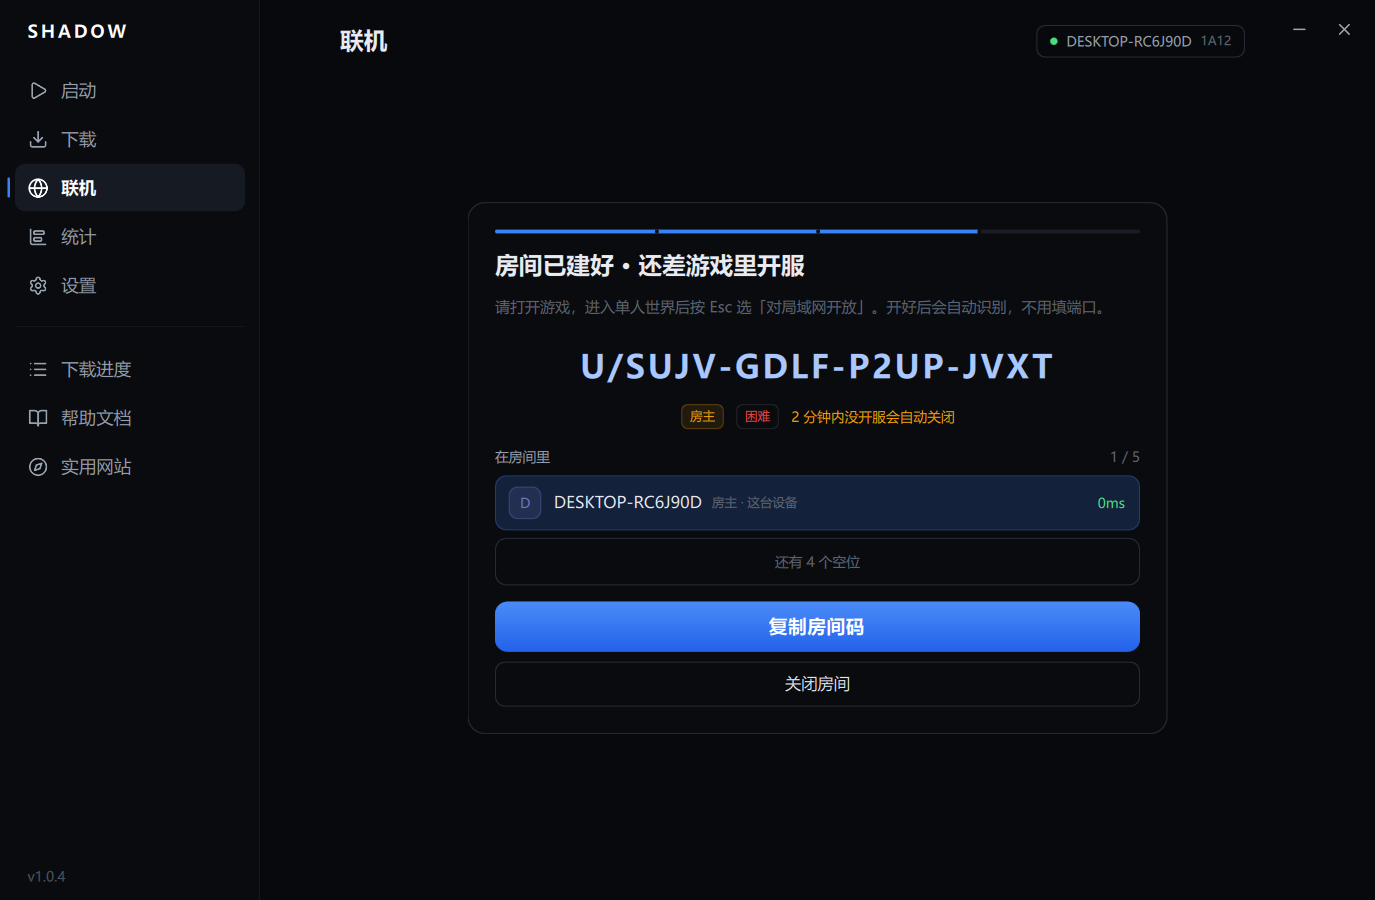 SHADOW
启动
下载
联机
统计
设置
下载进度
帮助文档
实用网站
v1.0.4
联机
DESKTOP-RC6J90D 1A12
房间已建好·还差游戏里开服
请打开游戏，进入单人世界后按 Esc 选「对局域网开放」。开好后会自动识别，不用填端口。
U/SUJV-GDLF-P2UP-JVXT
房主 困难 2 分钟内没开服会自动关闭
在房间里 1 / 5
D DESKTOP-RC6J90D 房主 · 这台设备 0ms
还有 4 个空位
复制房间码
关闭房间